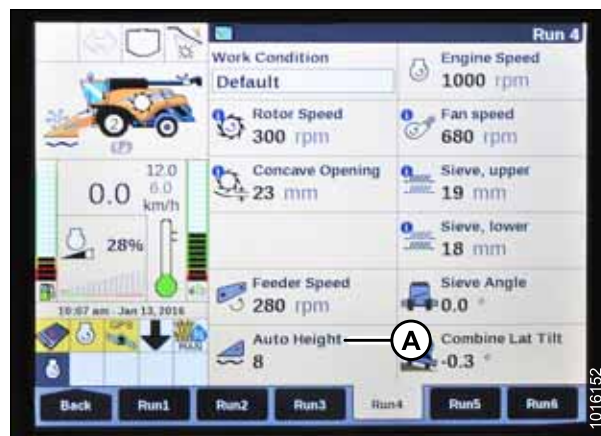 Run 4
Work Condition
Default
Engine Speed
1000 rpm
Rotor Speed
300 rpm
Fan speed
680 rpm
Concave Opening
23 mm
Sieve, upper
19 mm
Sieve, lower
18 mm
Feeder Speed
280 rpm
Sieve Angle
0.0 °
Auto Height
8
A
Combine Lat Tilt
-0.3 °
2
(P)
0.0
12.0
6.0
km/h
28%
10:07 am - Jan 13, 2016
GPS
MAN
Back
Run1
Run2
Run3
Run4
Run5
Run6
1016152